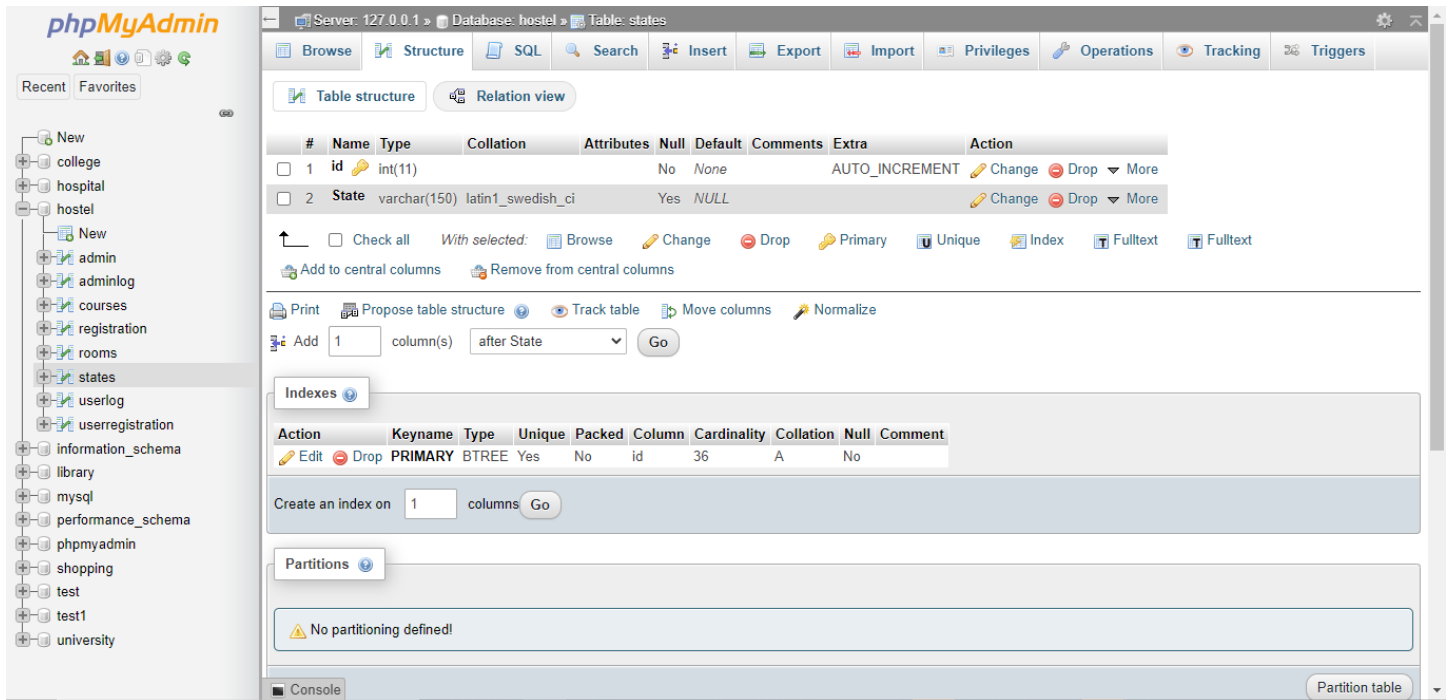 phpMyAdmin
Recent Favorites
New
college
hospital
hostel
New
admin
adminlog
courses
registration
rooms
states
userlog
userregistration
information_schema
library
mysql
performance_schema
phpmyadmin
shopping
test
test1
university
Server: 127.0.0.1 » Database: hostel » Table: states
Browse Structure SQL Search Insert Export Import Privileges Operations Tracking Triggers
Table structure Relation view
# Name Type Collation Attributes Null Default Comments Extra Action
1 id int(11) No None AUTO_INCREMENT Change Drop More
2 State varchar(150) latin1_swedish_ci Yes NULL Change Drop More
Check all With selected: Browse Change Drop Primary Unique Index Fulltext Fulltext
Add to central columns Remove from central columns
Print Propose table structure Track table Move columns Normalize
Add 1 column(s) after State Go
Indexes
Action Keyname Type Unique Packed Column Cardinality Collation Null Comment
Edit Drop PRIMARY BTREE Yes No id 36 A No
Create an index on 1 columns Go
Partitions
No partitioning defined!
Partition table
Console